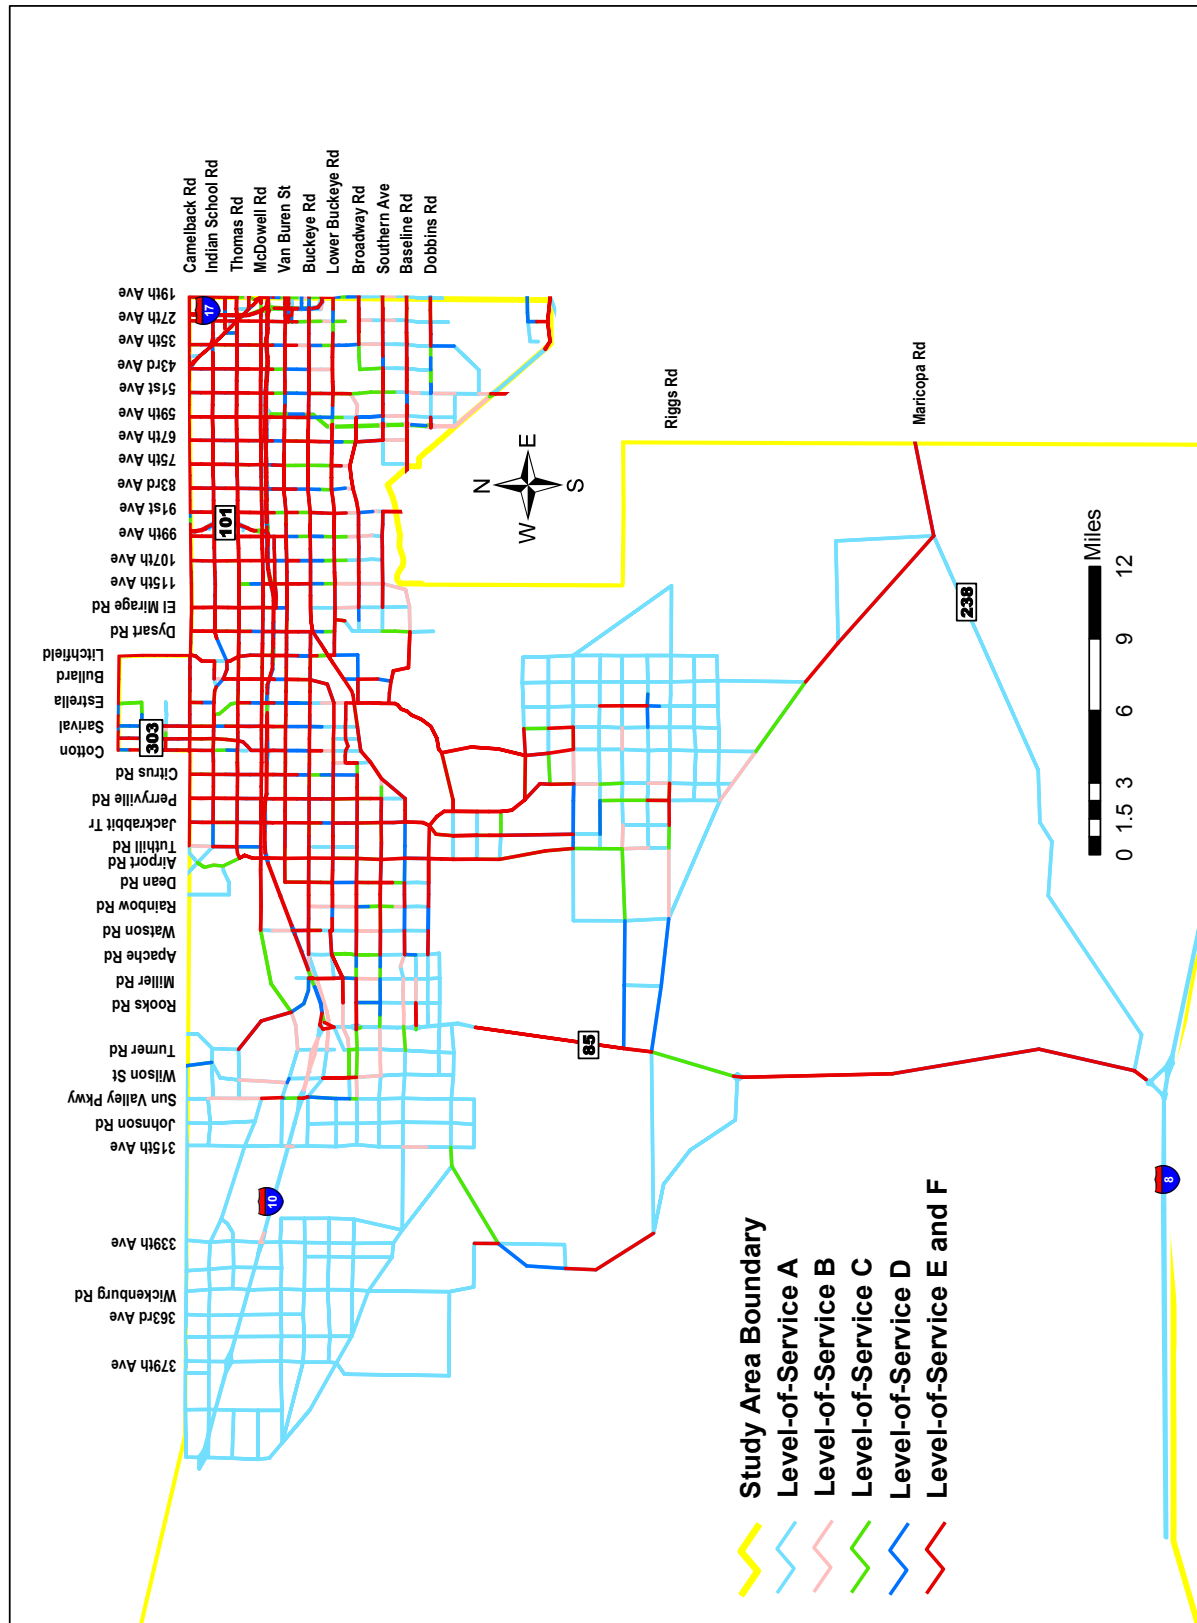 Camelback Rd
Indian School Rd
Thomas Rd
McDowell Rd
Van Buren St
Buckeye Rd
Lower Buckeye Rd
Broadway Rd
Southern Ave
Baseline Rd
Dobbins Rd
19th Ave
27th Ave
35th Ave
43rd Ave
51st Ave
59th Ave
67th Ave
75th Ave
83rd Ave
91st Ave
99th Ave
107th Ave
115th Ave
El Mirage Rd
Dysart Rd
Litchfield
Bullard
Estrella
Sarival
Cotton
Citrus Rd
Perryville Rd
Jackrabbit Tr
Tuthill Rd
Airport Rd
Dean Rd
Rainbow Rd
Watson Rd
Apache Rd
Miller Rd
Rooks Rd
Turner Rd
Wilson St
Sun Valley Pkwy
Johnson Rd
315th Ave
339th Ave
Wickenburg Rd
363rd Ave
379th Ave
17
101
303
10
85
238
8
Riggs Rd
Maricopa Rd
N
E
S
W
Miles
0 1.5 3 6 9 12
Study Area Boundary
Level-of-Service A
Level-of-Service B
Level-of-Service C
Level-of-Service D
Level-of-Service E and F